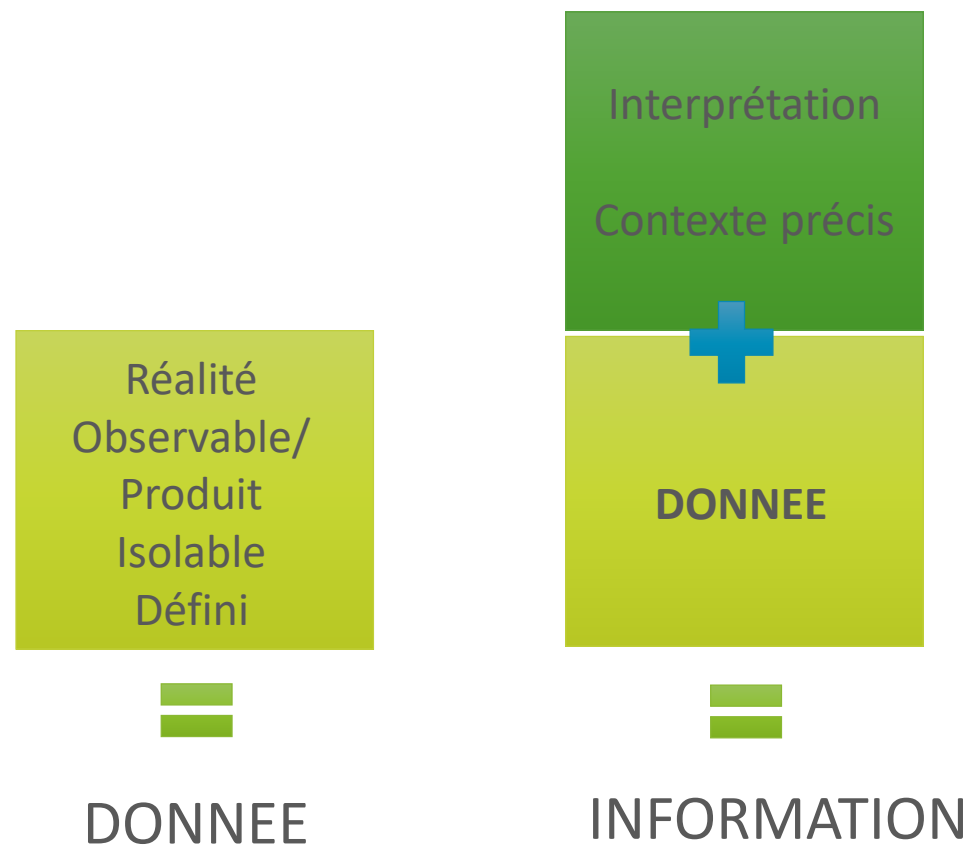 Réalité
Observable/
Produit
Isolable
Défini
DONNEE
Interprétation
Contexte précis
DONNEE
INFORMATION